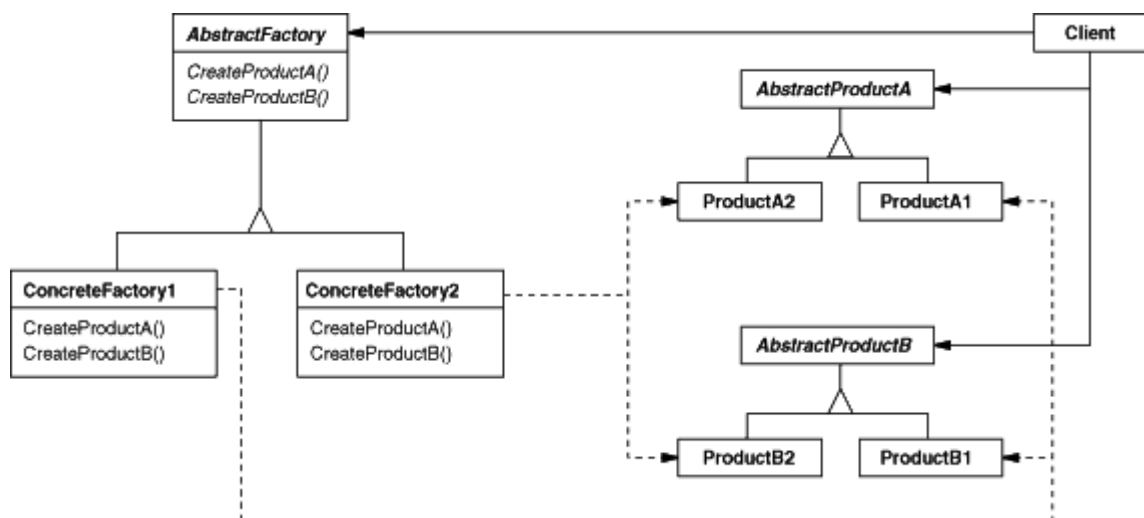 AbstractFactory
CreateProductA()
CreateProductB()
Client
AbstractProductA
ProductA2
ProductA1
ConcreteFactory1
CreateProductA()
CreateProductB()
ConcreteFactory2
CreateProductA()
CreateProductB()
AbstractProductB
ProductB2
ProductB1